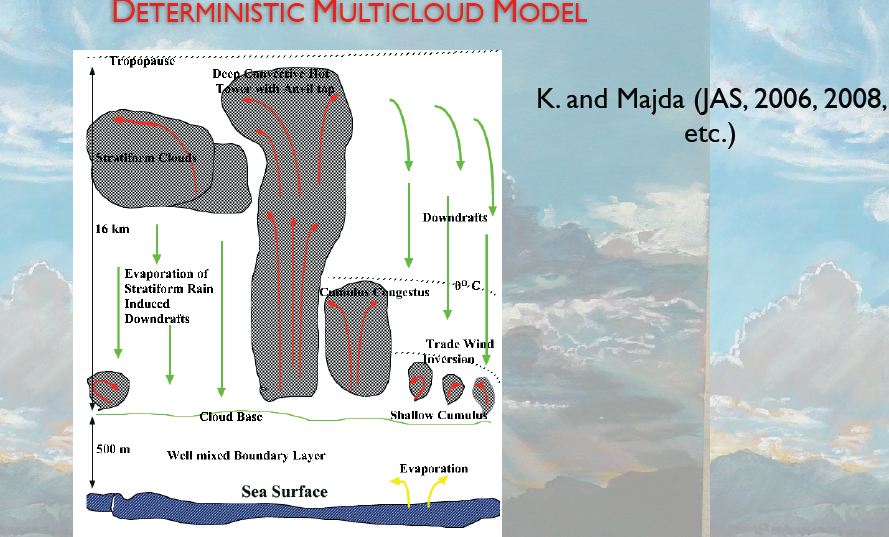 DETERMINISTIC MULTICLOUD MODEL
K. and Majda (JAS, 2006, 2008,
etc.)
Tropopause
Deep Convective Hot
Tower with Anvil top
Stratiform Clouds
16 km
Downdrafts
Evaporation of
Stratiform Rain
Induced
Downdrafts
0° C
Cumulus Congestus
Trade Wind
Inversion
Cloud Base
Shallow Cumulus
500 m
Well mixed Boundary Layer
Evaporation
Sea Surface